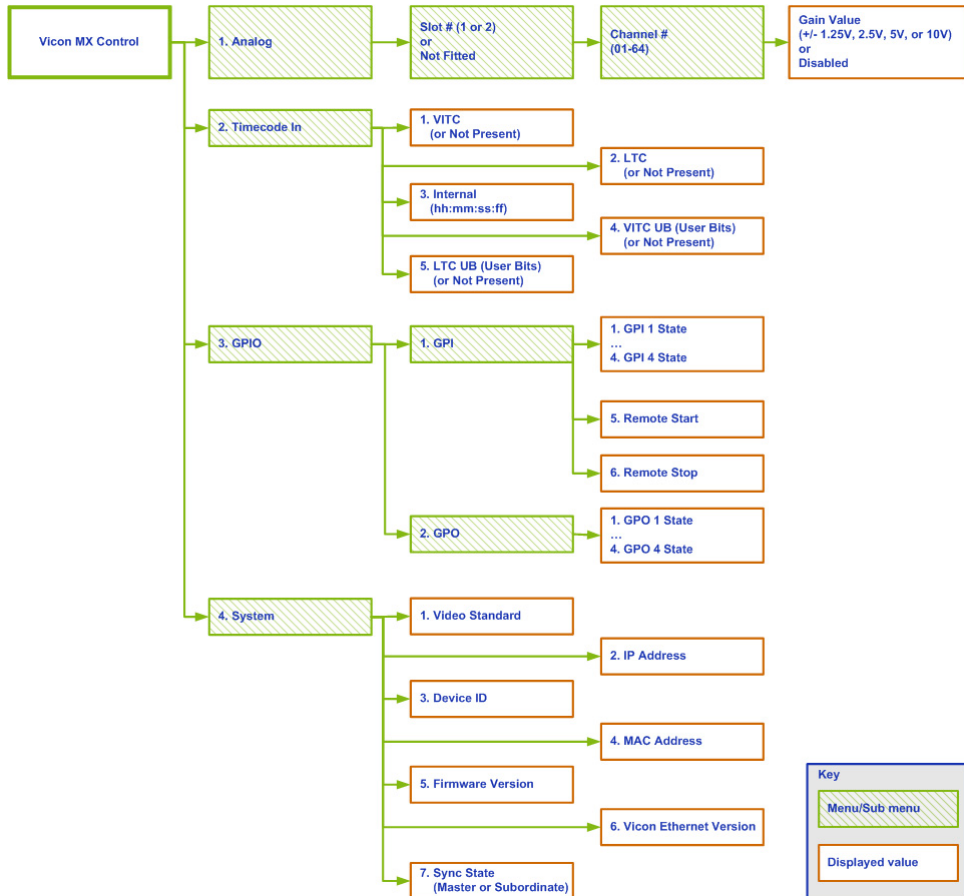 Vicon MX Control
1. Analog
Slot # (1 or 2)
or
Not Fitted
Channel #
(01-64)
Gain Value
(+/- 1.25V, 2.5V, 5V, or 10V)
or
Disabled
2. Timecode In
1. VITC
(or Not Present)
2. LTC
(or Not Present)
3. Internal
(hh:mm:ss:ff)
4. VITC UB (User Bits)
(or Not Present)
5. LTC UB (User Bits)
(or Not Present)
3. GPIO
1. GPI
1. GPI 1 State
...
4. GPI 4 State
5. Remote Start
6. Remote Stop
2. GPO
1. GPO 1 State
...
4. GPO 4 State
4. System
1. Video Standard
2. IP Address
3. Device ID
4. MAC Address
5. Firmware Version
6. Vicon Ethernet Version
7. Sync State
(Master or Subordinate)
Key
Menu/Sub menu
Displayed value